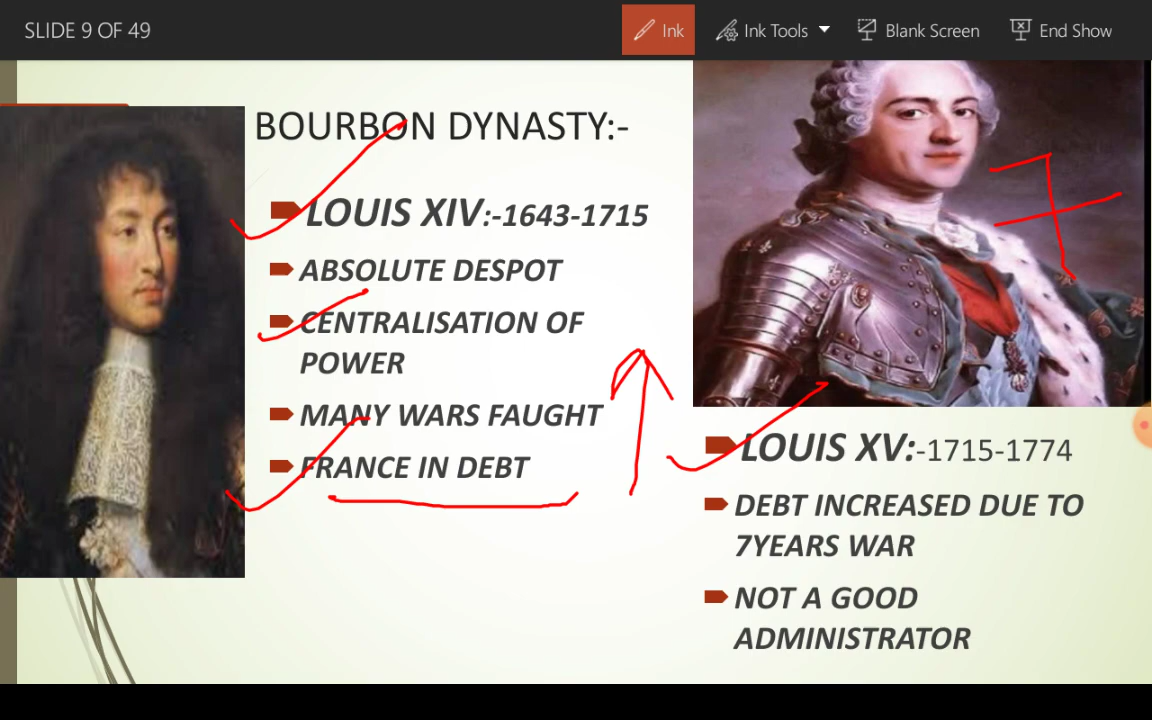 SLIDE 9 OF 49
Ink
Ink Tools
Blank Screen
End Show
BOURBON DYNASTY:-
LOUIS XIV:-1643-1715
ABSOLUTE DESPOT
CENTRALISATION OF
POWER
MANY WARS FAUGHT
FRANCE IN DEBT
7
LOUIS XV:-1715-1774
DEBT INCREASED DUE TO
7YEARS WAR
NOT A GOOD
ADMINISTRATOR